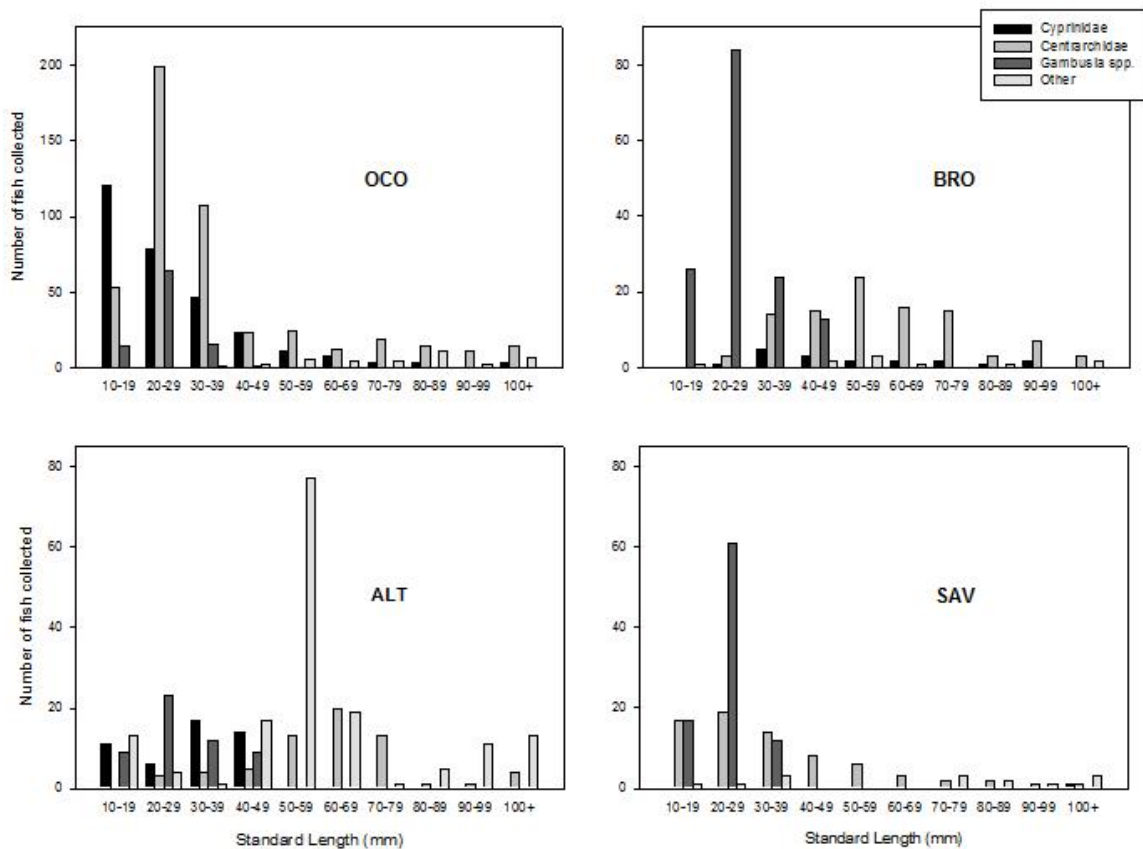 Cyprinidae
Centrarchidae
Gambusia spp.
Other
Number of fish collected
200
150
100
50
0
OCO
10-19 20-29 30-39 40-49 50-59 60-69 70-79 80-89 90-99 100+
80
60
40
20
0
BRO
10-19 20-29 30-39 40-49 50-59 60-69 70-79 80-89 90-99 100+
Number of fish collected
80
60
40
20
0
ALT
10-19 20-29 30-39 40-49 50-59 60-69 70-79 80-89 90-99 100+
Standard Length (mm)
80
60
40
20
0
SAV
10-19 20-29 30-39 40-49 50-59 60-69 70-79 80-89 90-99 100+
Standard Length (mm)